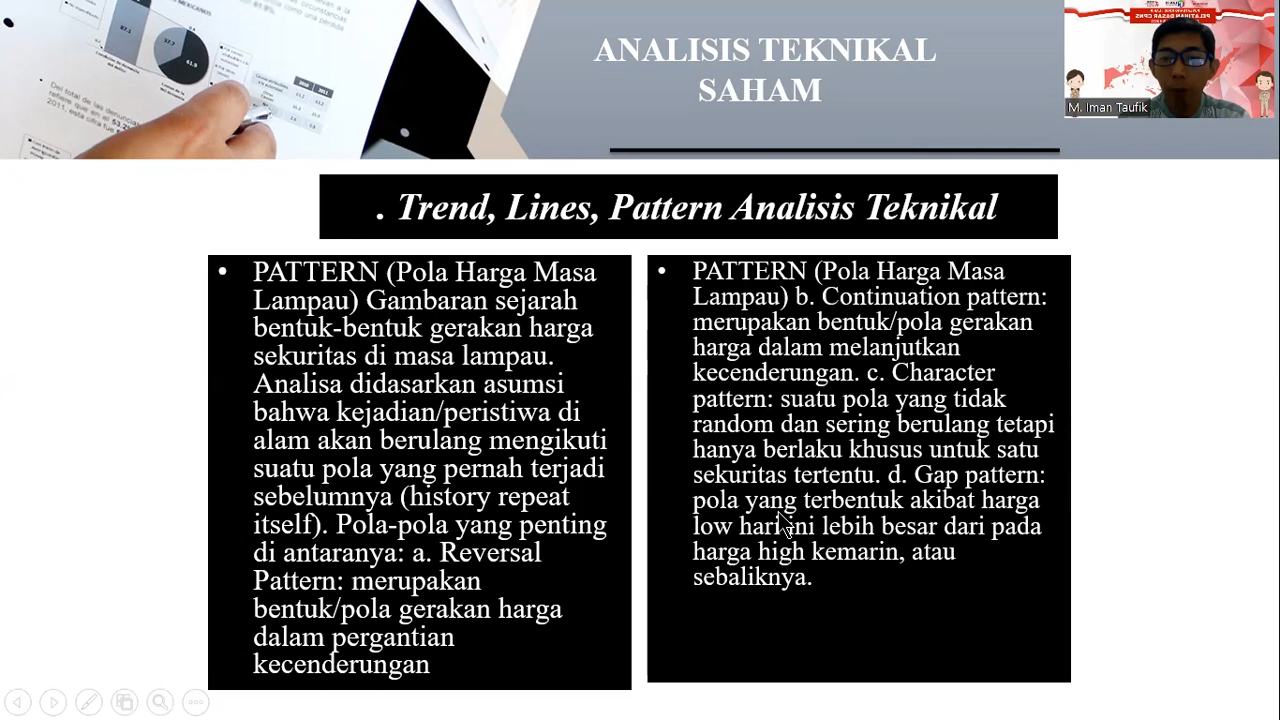 ANALISIS TEKNIKAL
SAHAM
PELATIHAN DASAR CPNS
M. Iman Taufik
. Trend, Lines, Pattern Analisis Teknikal
• PATTERN (Pola Harga Masa
Lampau) Gambaran sejarah
bentuk-bentuk gerakan harga
sekuritas di masa lampau.
Analisa didasarkan asumsi
bahwa kejadian/peristiwa di
alam akan berulang mengikuti
suatu pola yang pernah terjadi
sebelumnya (history repeat
itself). Pola-pola yang penting
di antaranya: a. Reversal
Pattern: merupakan
bentuk/pola gerakan harga
dalam pergantian
kecenderungan
• PATTERN (Pola Harga Masa
Lampau) b. Continuation pattern:
merupakan bentuk/pola gerakan
harga dalam melanjutkan
kecenderungan. c. Character
pattern: suatu pola yang tidak
random dan sering berulang tetapi
hanya berlaku khusus untuk satu
sekuritas tertentu. d. Gap pattern:
pola yang terbentuk akibat harga
low hari ini lebih besar dari pada
harga high kemarin, atau
sebaliknya.